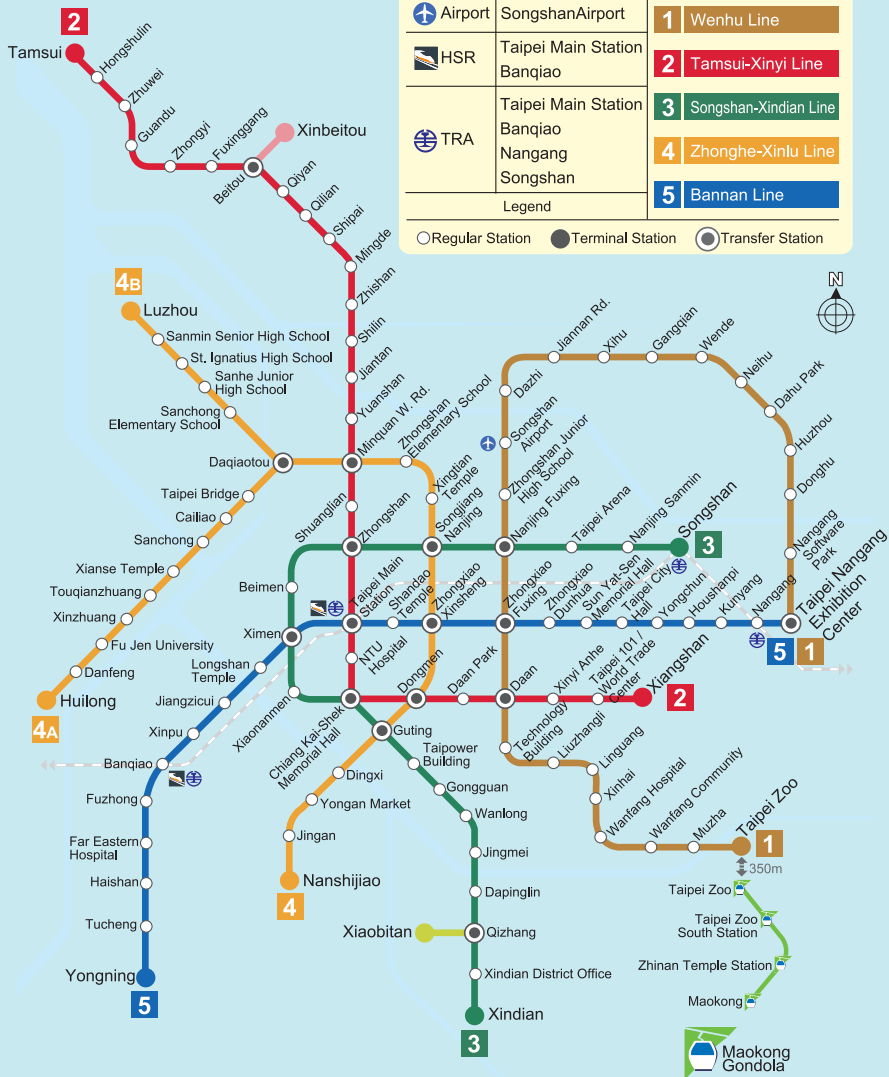 Airport
SongshanAirport
HSR
Taipei Main Station
Banqiao
TRA
Taipei Main Station
Banqiao
Nangang
Songshan
Legend
Regular Station
Terminal Station
Transfer Station
1 Wenhu Line
2 Tamsui-Xinyi Line
3 Songshan-Xindian Line
4 Zhonghe-Xinlu Line
5 Bannan Line
N
2
Tamsui
Hongshulin
Zhuwei
Guandu
Zhongyi
Fuxinggang
Beitou
Xinbeitou
Qiyan
Qilian
Shipai
Mingde
Zhishan
Shilin
Jiantan
Yuanshan
Minquan W. Rd.
Shuanglian
Zhongshan
Taipei Main
Station
NTU
Hospital
Chiang Kai-Shek
Memorial Hall
Dongmen
Daan Park
Daan
Xinyi Anhe
Taipei 101 /
World Trade
Center
Xiangshan
2
4B
Luzhou
Sanmin Senior High School
St. Ignatius High School
Sanhe Junior
High School
Sanchong
Elementary School
Daqiaotou
Taipei Bridge
Cailiao
Sanchong
Xianse Temple
Touqianzhuang
Xinzhuang
Fu Jen University
Danfeng
Huilong
4A
Zhongshan
Elementary School
Xingtian
Temple
Songjiang
Nanjing
Zhongxiao
Xinsheng
Guting
Dingxi
Yongan Market
Jingan
Nanshijiao
4
Jiannan Rd.
Xihu
Gangqian
Wende
Neihu
Dahu Park
Huzhou
Donghu
Nangang
Software
Park
Taipei Nangang
Exhibition
Center
5
1
Dazhi
Songshan
Airport
Zhongshan Junior
High School
Nanjing Fuxing
Taipei Arena
Nanjing Sanmin
Songshan
3
Beimen
Ximen
Xiaonanmen
Shandao
Temple
Zhongxiao
Fuxing
Zhongxiao
Dunhua
Sun Yat-Sen
Memorial Hall
Taipei City
Hall
Yongchun
Houshanpi
Kunyang
Nangang
Longshan
Temple
Jiangzicui
Xinpu
Banqiao
Fuzhong
Far Eastern
Hospital
Haishan
Tucheng
Yongning
5
Technology
Building
Liuzhangli
Linguang
Xinhai
Wanfang Hospital
Wanfang Community
Muzha
Taipei Zoo
1
350m
Taipower
Building
Gongguan
Wanlong
Jingmei
Dapinglin
Xiaobitan
Qizhang
Xindian District Office
Xindian
3
Taipei Zoo
Taipei Zoo
South Station
Zhinan Temple Station
Maokong
Maokong
Gondola